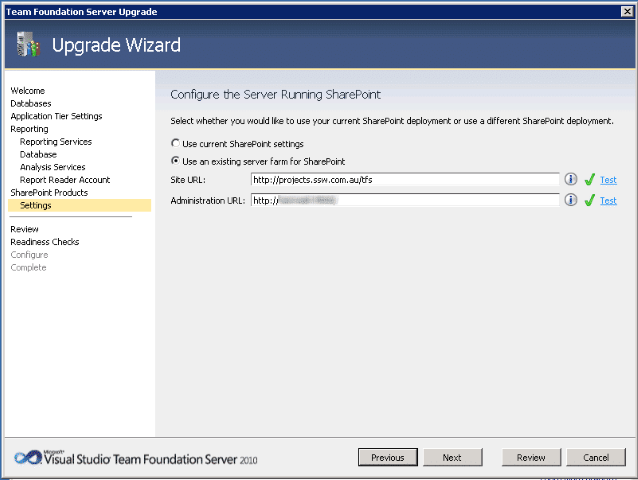 Team Foundation Server Upgrade
Upgrade Wizard
Welcome
Databases
Application Tier Settings
Reporting
Reporting Services
Database
Analysis Services
Report Reader Account
SharePoint Products
Settings
Review
Readiness Checks
Configure
Complete
Configure the Server Running SharePoint
Select whether you would like to use your current SharePoint deployment or use a different SharePoint deployment.
Use current SharePoint settings
Use an existing server farm for SharePoint
Site URL: http://projects.ssw.com.au/tfs Test
Administration URL: http:// Test
Microsoft
Visual Studio Team Foundation Server 2010
Previous Next Review Cancel